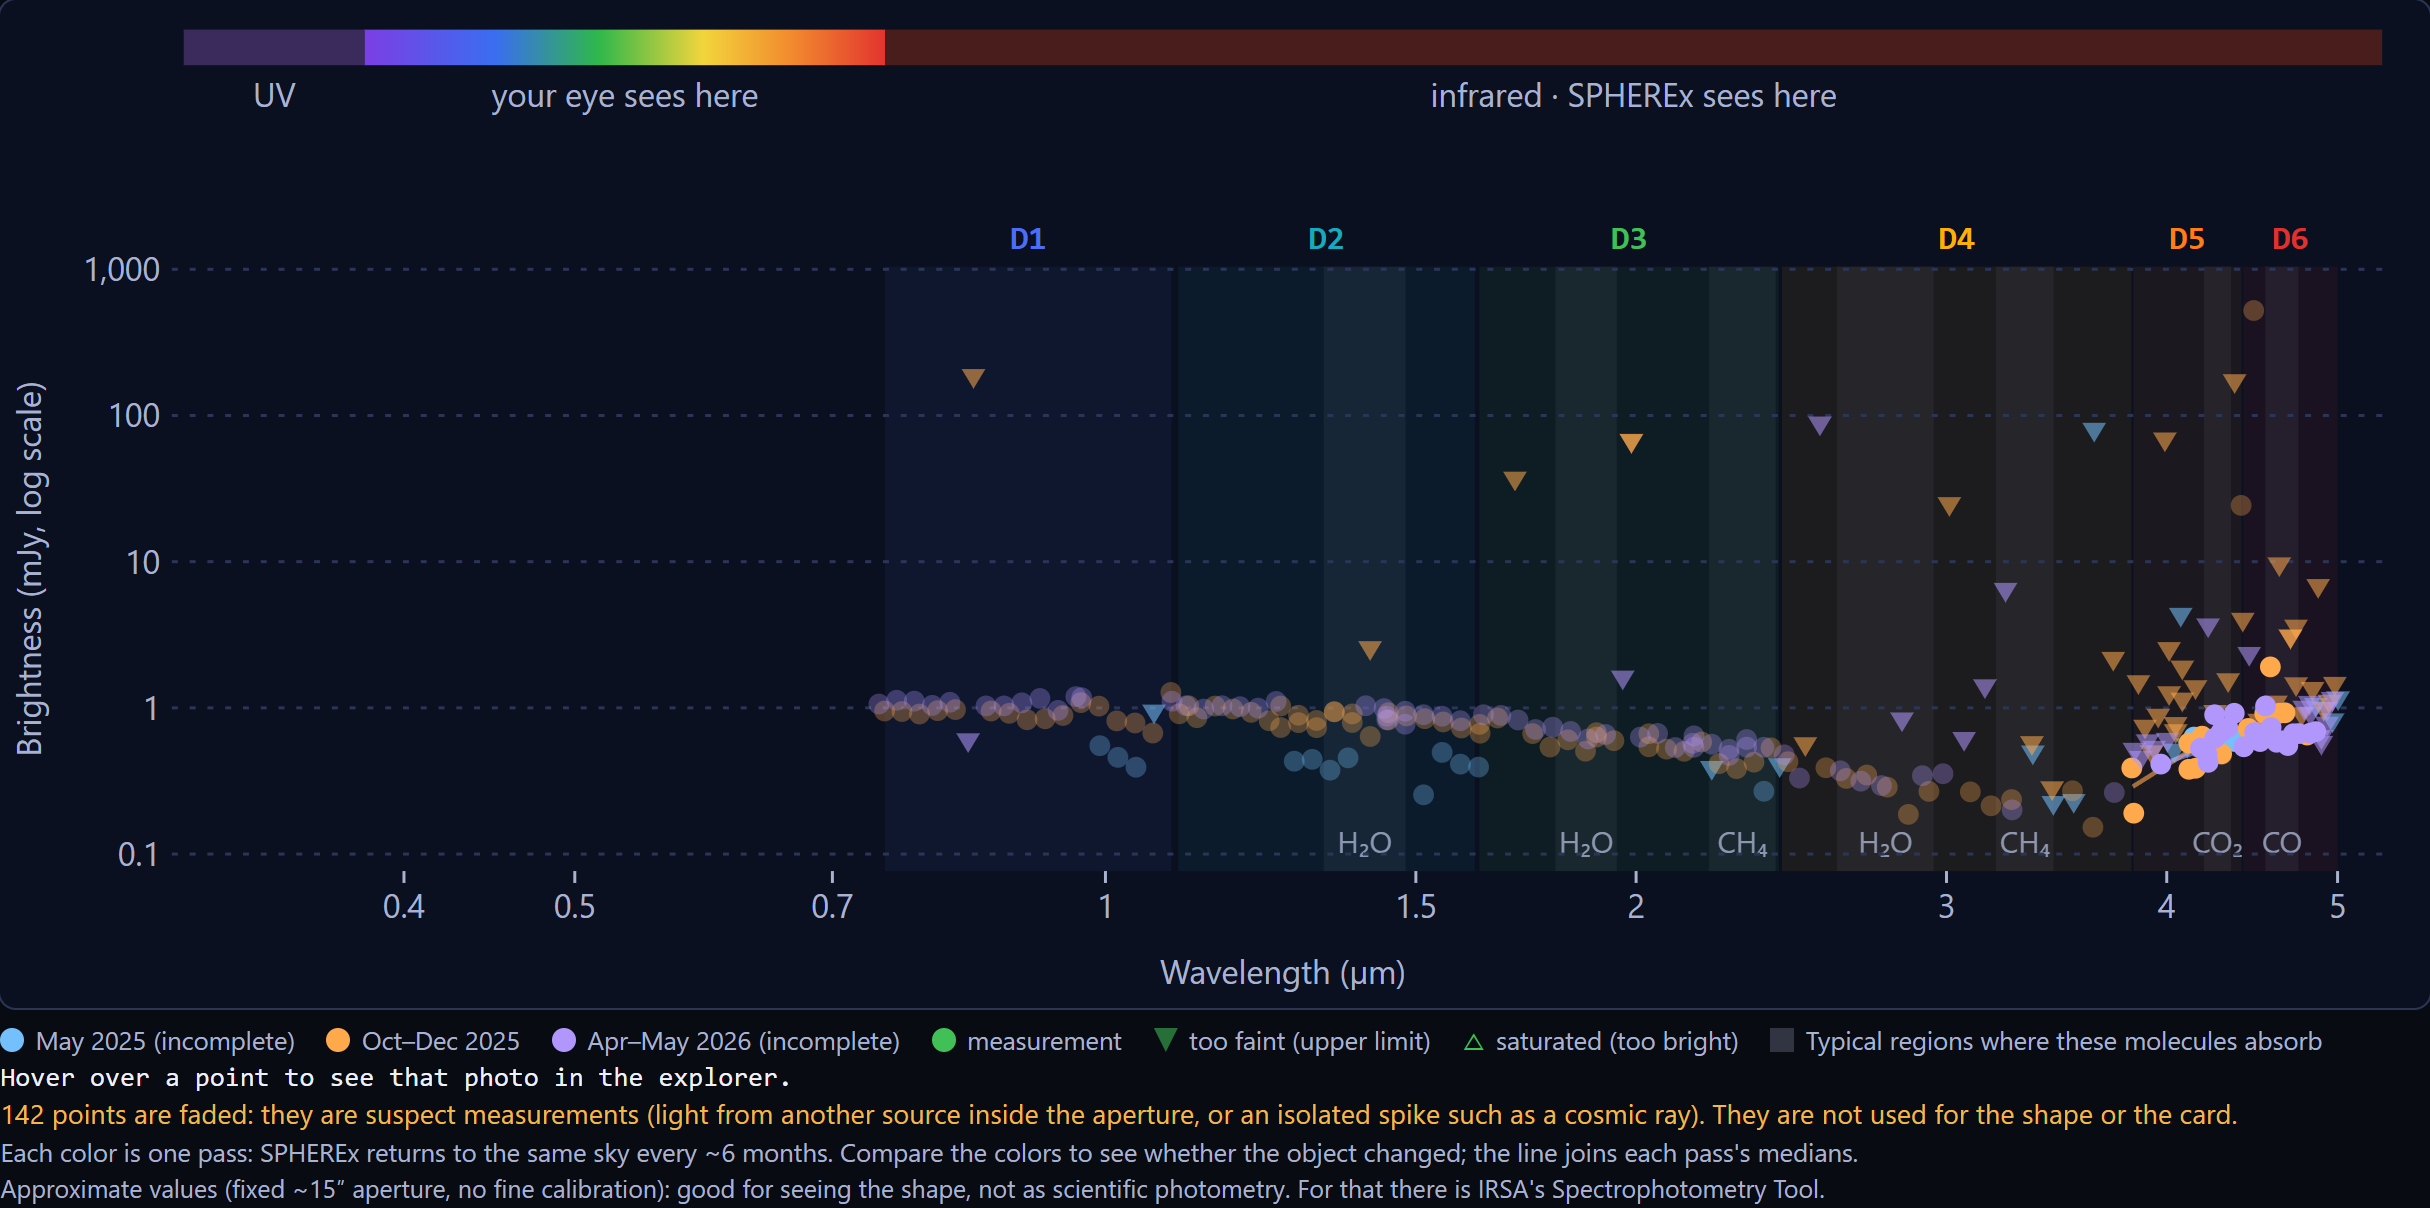 UV
your eye sees here
infrared · SPHEREx sees here
D1 D2 D3 D4 D5 D6
1,000
100
10
1
0.1
Brightness (mJy, log scale)
H₂O H₂O CH₄ H₂O CH₄ CO₂ CO
0.4 0.5 0.7 1 1.5 2 3 4 5
Wavelength (µm)
May 2025 (incomplete) Oct–Dec 2025 Apr–May 2026 (incomplete) measurement too faint (upper limit) saturated (too bright) Typical regions where these molecules absorb
Hover over a point to see that photo in the explorer.
142 points are faded: they are suspect measurements (light from another source inside the aperture, or an isolated spike such as a cosmic ray). They are not used for the shape or the card.
Each color is one pass: SPHEREx returns to the same sky every ~6 months. Compare the colors to see whether the object changed; the line joins each pass's medians.
Approximate values (fixed ~15″ aperture, no fine calibration): good for seeing the shape, not as scientific photometry. For that there is IRSA's Spectrophotometry Tool.